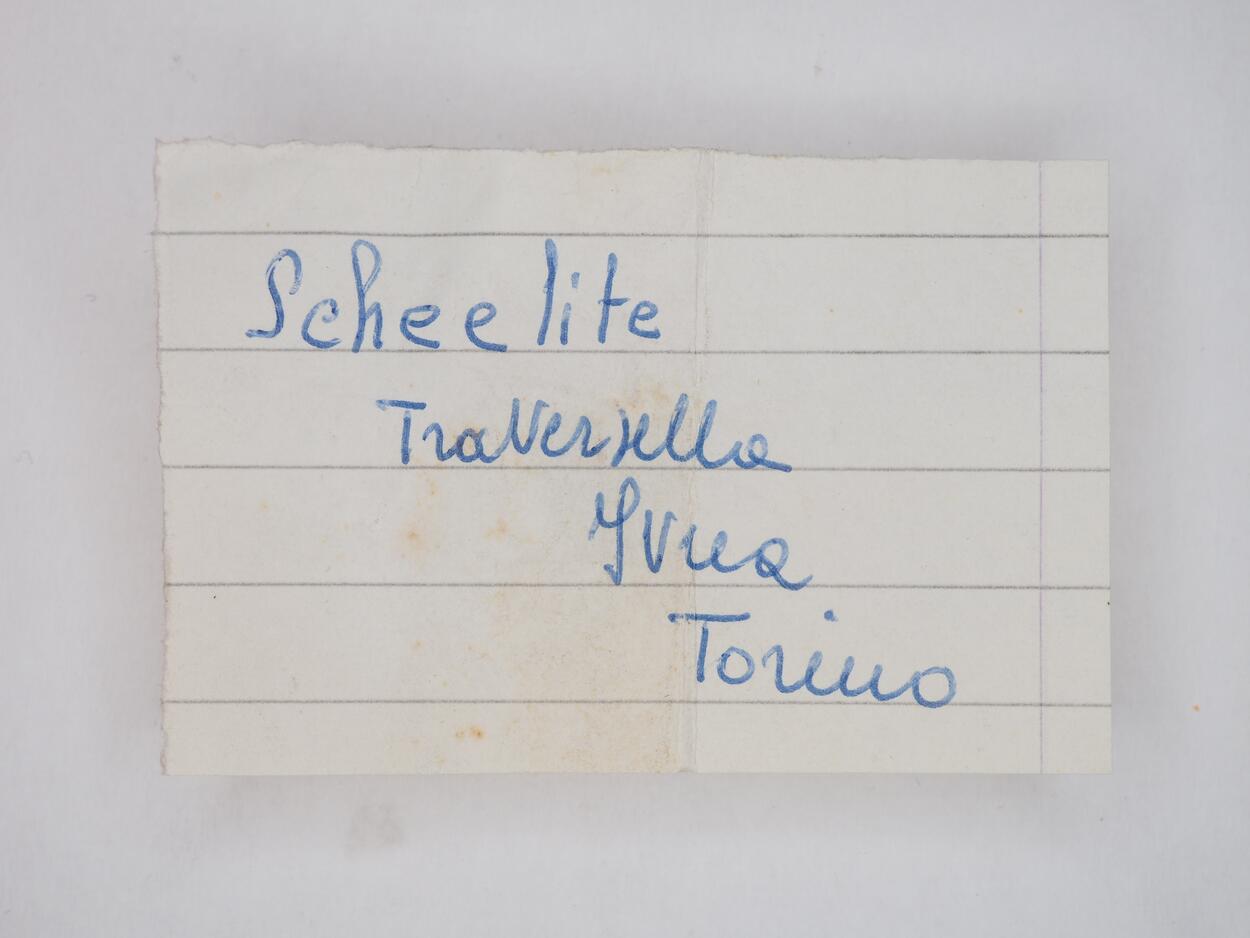 Scheelite
Traversella
Ivrea
Torino